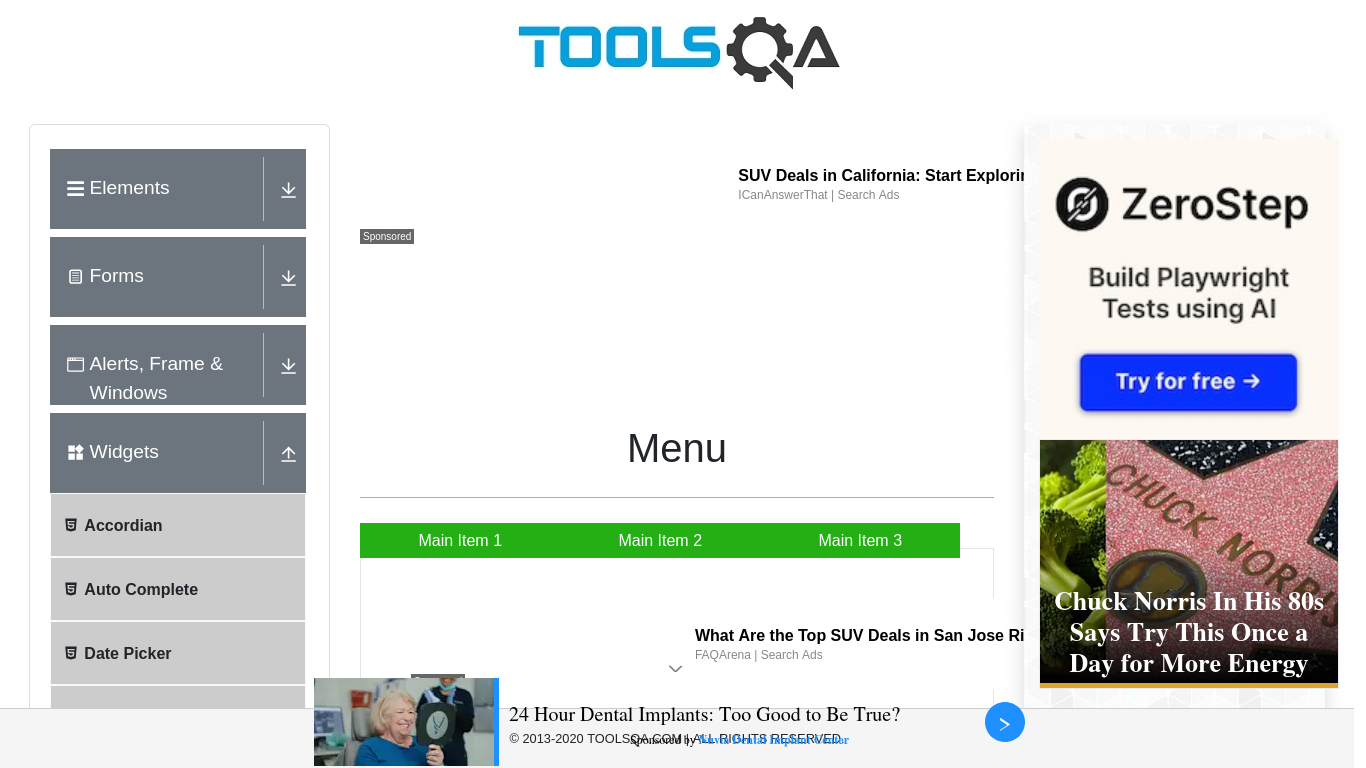 TOOLSQA
Elements
Forms
Alerts, Frame &
Windows
Widgets
Accordian
Auto Complete
Date Picker
SUV Deals in California: Start Explorin
ICanAnswerThat | Search Ads
Sponsored
Menu
Main Item 1
Main Item 2
Main Item 3
What Are the Top SUV Deals in San Jose Ri
FAQArena | Search Ads
ZeroStep
Build Playwright
Tests using AI
Try for free →
CHUCK NORRIS
Chuck Norris In His 80s
Says Try This Once a
Day for More Energy
24 Hour Dental Implants: Too Good to Be True?
© 2013-2020 TOOLSQA.COM | ALL RIGHTS RESERVED.
Sponsored by Nuvia Dental Implant Center